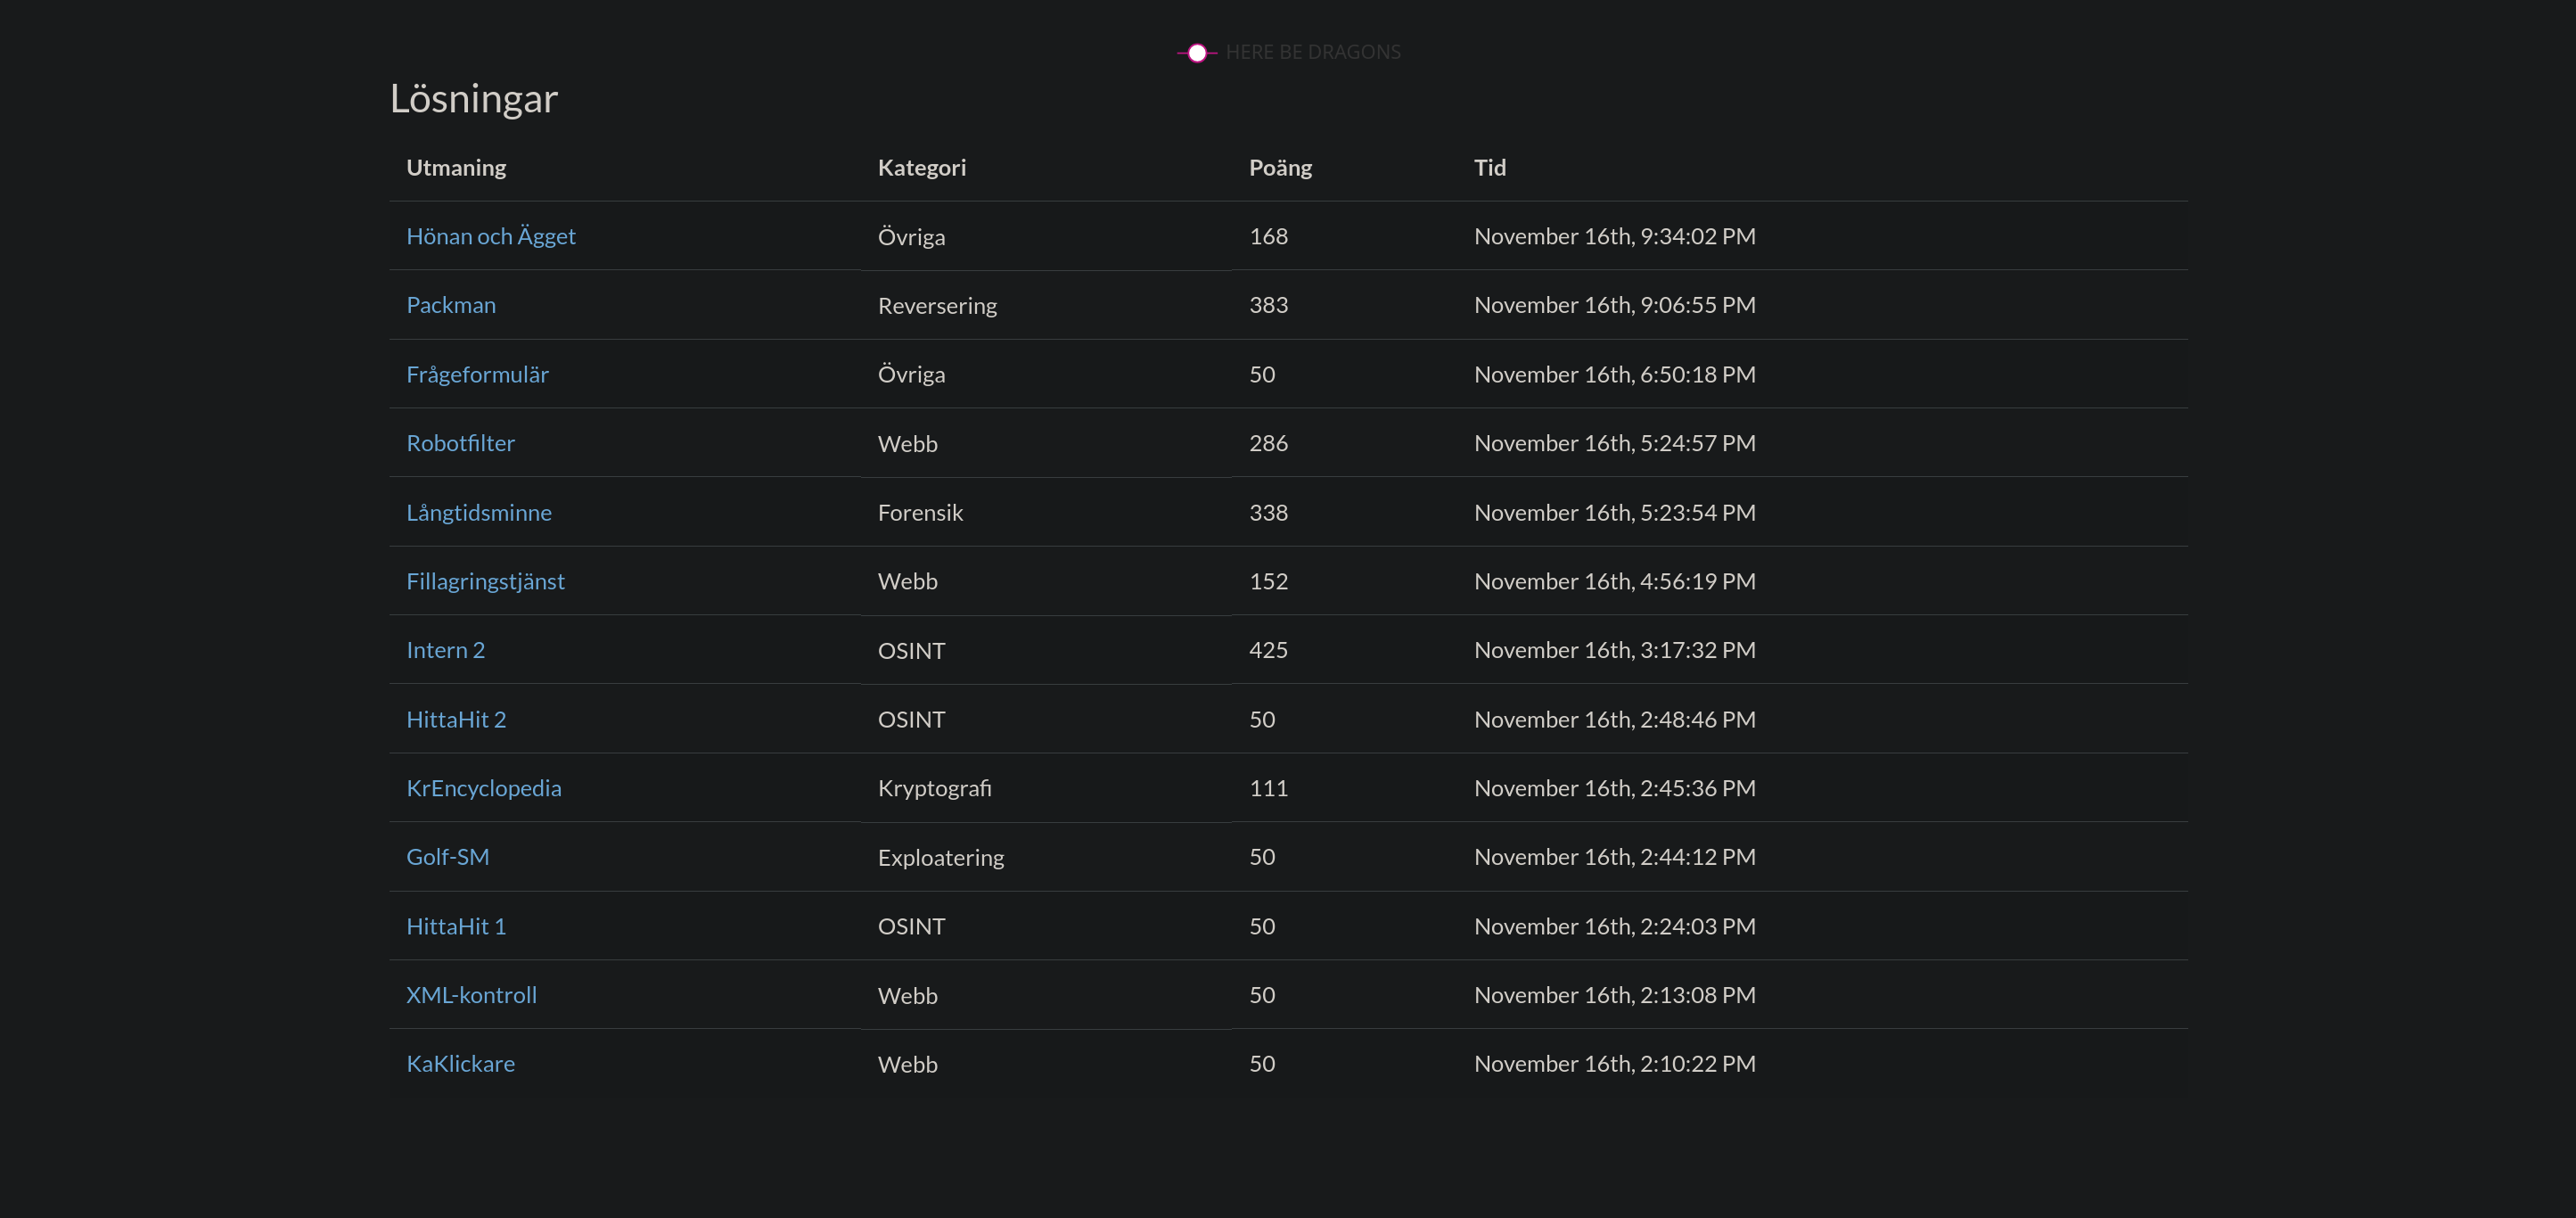 HERE BE DRAGONS
Lösningar
Utmaning Kategori Poäng Tid
Hönan och Ägget Övriga 168 November 16th, 9:34:02 PM
Packman Reversering 383 November 16th, 9:06:55 PM
Frågeformulär Övriga 50 November 16th, 6:50:18 PM
Robotfilter Webb 286 November 16th, 5:24:57 PM
Långtidsminne Forensik 338 November 16th, 5:23:54 PM
Fillagringstjänst Webb 152 November 16th, 4:56:19 PM
Intern 2 OSINT 425 November 16th, 3:17:32 PM
HittaHit 2 OSINT 50 November 16th, 2:48:46 PM
KrEncyclopedia Kryptografi 111 November 16th, 2:45:36 PM
Golf-SM Exploatering 50 November 16th, 2:44:12 PM
HittaHit 1 OSINT 50 November 16th, 2:24:03 PM
XML-kontroll Webb 50 November 16th, 2:13:08 PM
KaKlickare Webb 50 November 16th, 2:10:22 PM